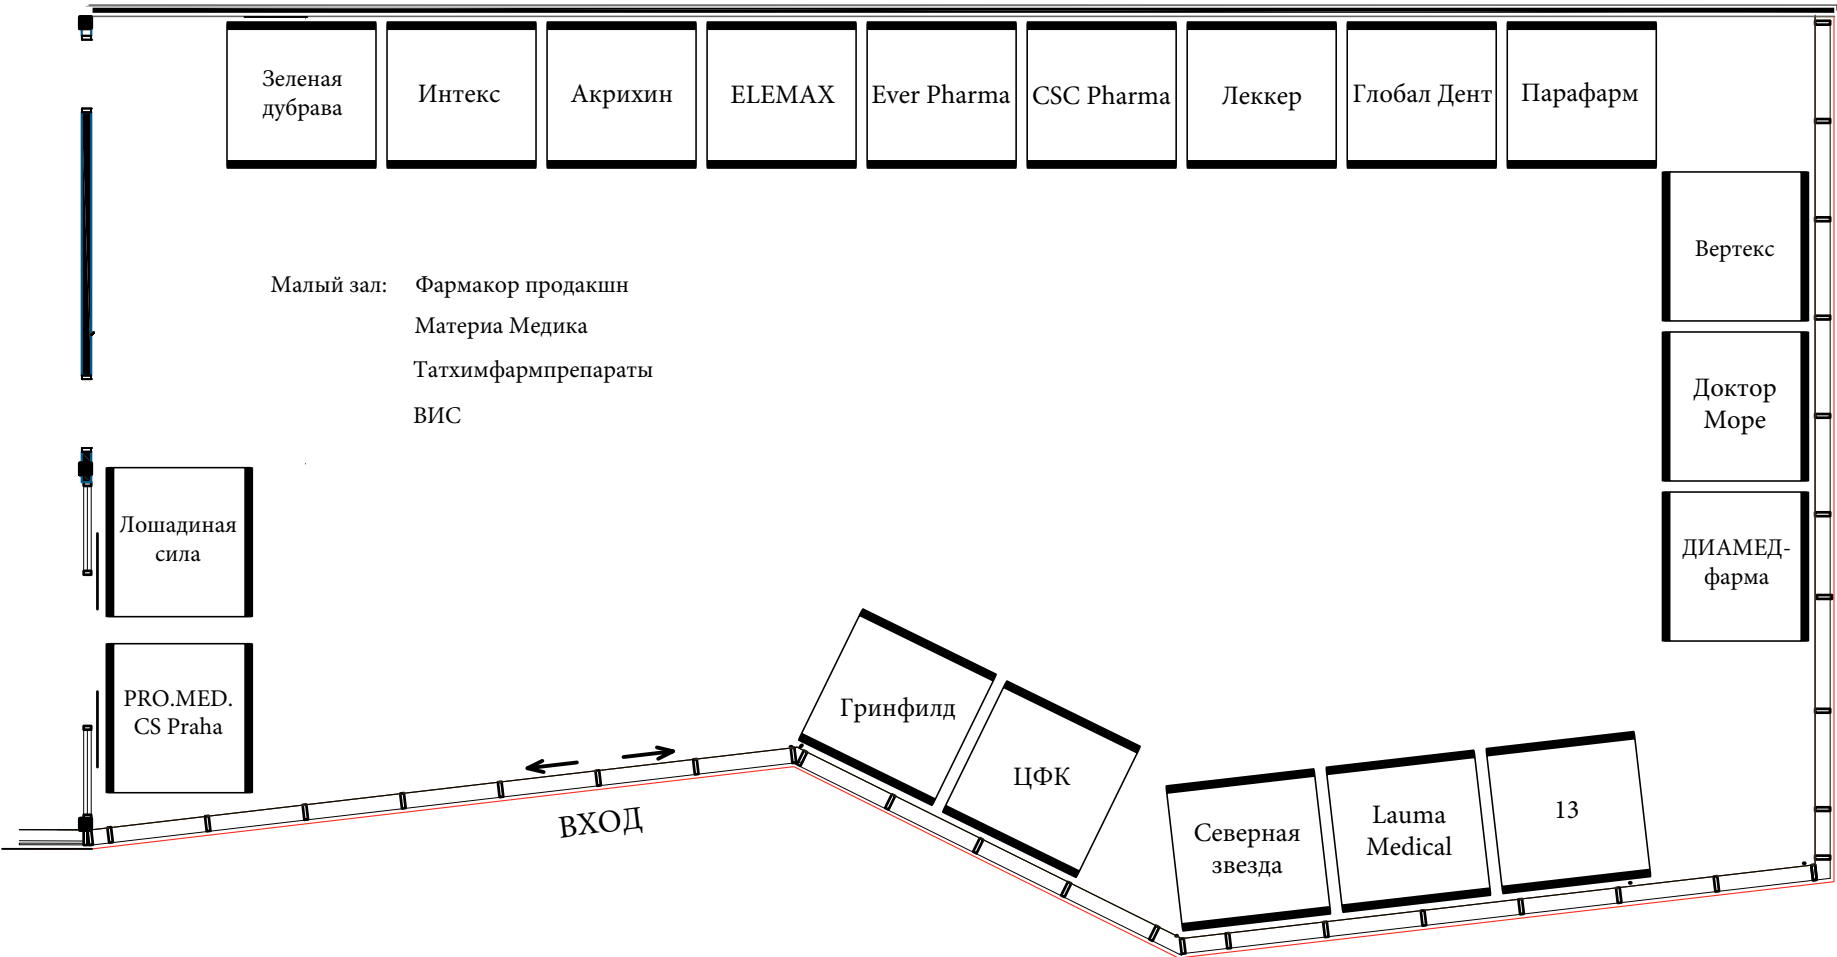 Зеленая
дубрава
Интекс
Акрихин
ELEMAX
Ever Pharma
CSC Pharma
Леккер
Глобал Дент
Парафарм
Вертекс
Малый зал: Фармакор продакшн
Материа Медика
Татхимфармпрепараты
ВИС
Доктор
Море
Лошадиная
сила
ДИАМЕД-
фарма
PRO.MED.
CS Praha
Гринфилд
ЦФК
ВХОД
Северная
звезда
Lauma
Medical
13